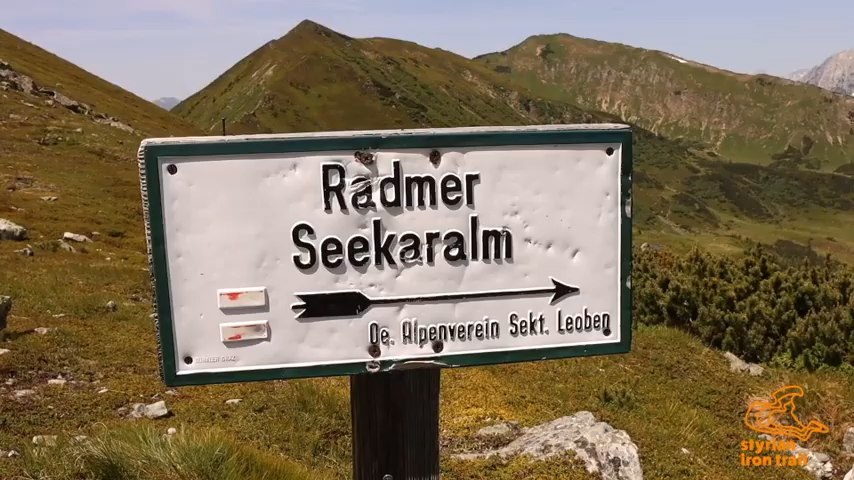 Radmer
Seekaralm
Oe. Alpenverein Sekt. Leoben
styrian
iron trail